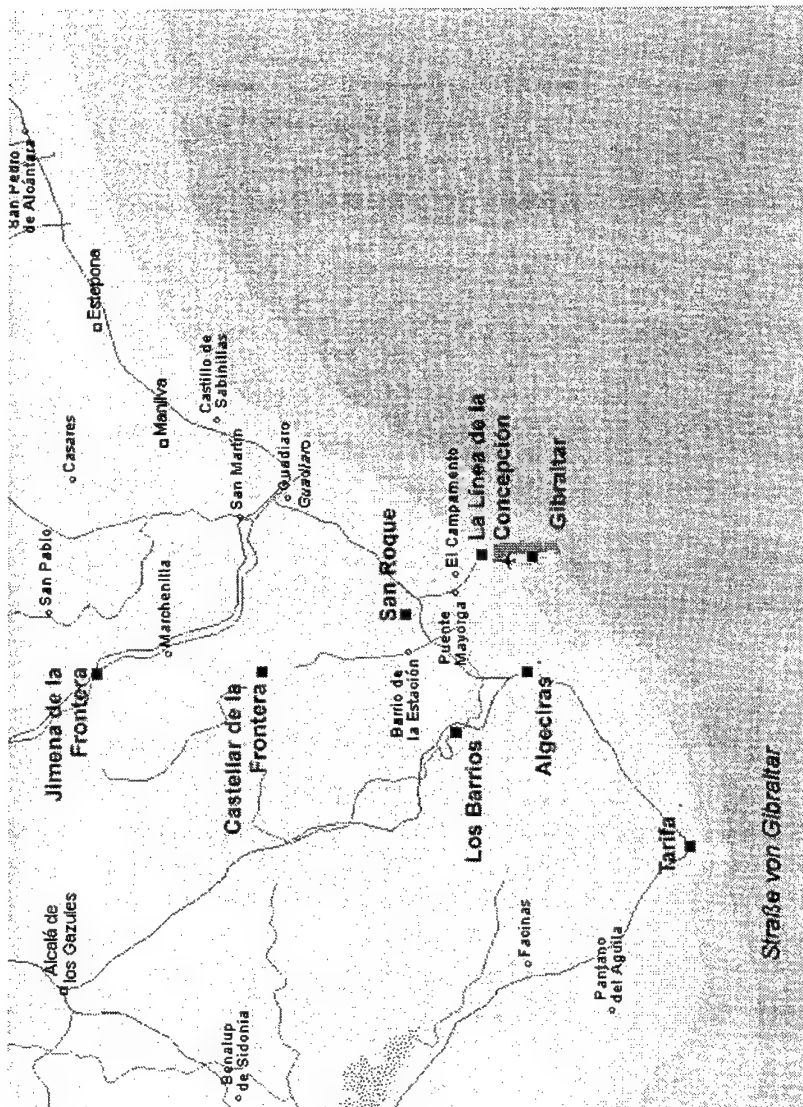 San Pedro
de Alcántara
Estepona
Casares
Manilva
Castillo de
Sabinillas
San Martín
Guadiaro
Guadiaro
San Pablo
Marchenilla
Jimena de la
Frontera
Castellar de la
Frontera
San Roque
El Campamento
La Línea de la
Concepción
Gibraltar
Puente
Mayorga
Barrio de
la Estación
Los Barrios
Algeciras
Alcalá de
los Gazules
Benalup
de Sidonia
Facinas
Pantano
del Aguila
Tarifa
Straße von Gibraltar